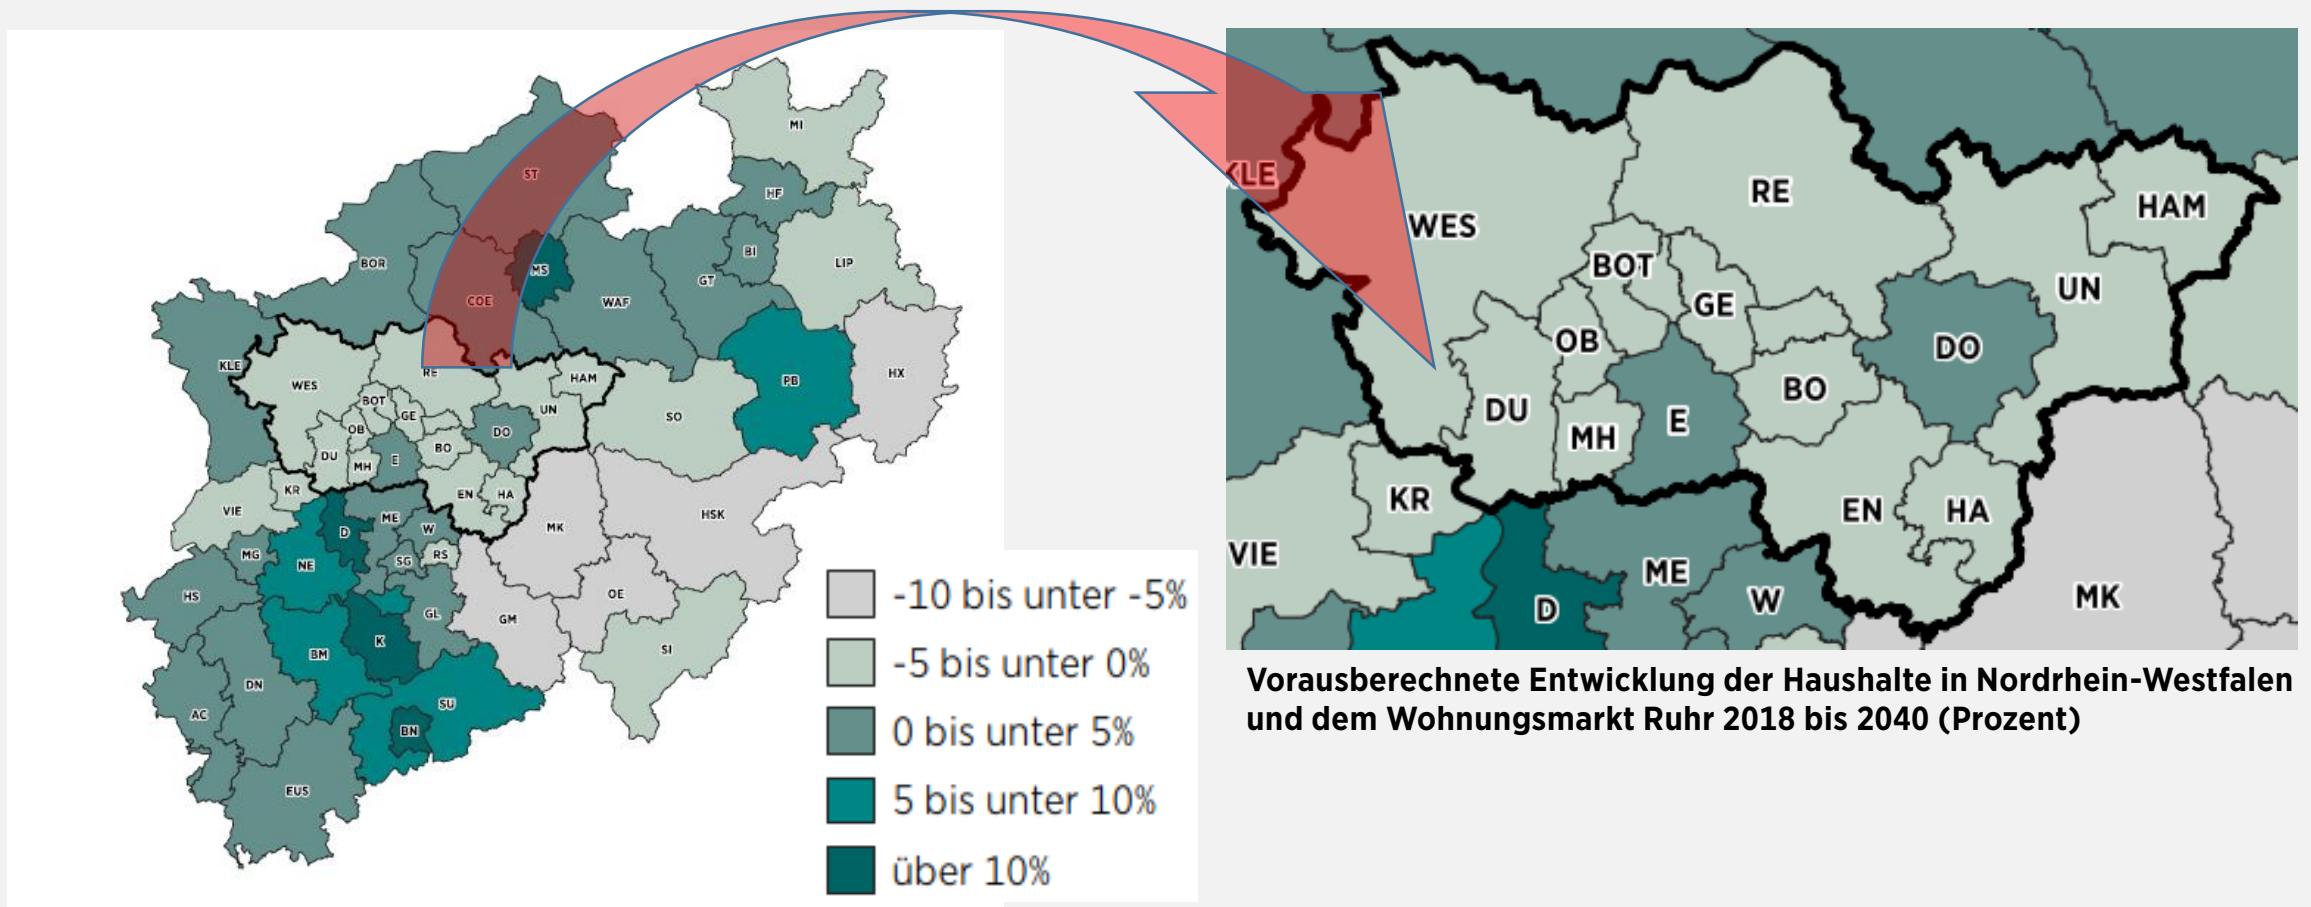 MI
ST
HF
BOR
MS
BI
LIP
COE
WAF
GT
KLE
WES
RE
HAM
PB
HX
BOT
GE
UN
SO
OB
DO
DU
MH
E
BO
KR
EN
HA
VIE
D
ME
W
MK
HSK
MG
NE
SG
RS
HS
GL
GM
OE
K
BM
SI
DN
SU
AC
BN
EUS
-10 bis unter -5%
-5 bis unter 0%
0 bis unter 5%
5 bis unter 10%
über 10%
KLE
WES
RE
HAM
BOT
GE
UN
OB
DO
DU
MH
E
BO
KR
EN
HA
VIE
ME
D
W
MK
Vorausberechnete Entwicklung der Haushalte in Nordrhein-Westfalen
und dem Wohnungsmarkt Ruhr 2018 bis 2040 (Prozent)